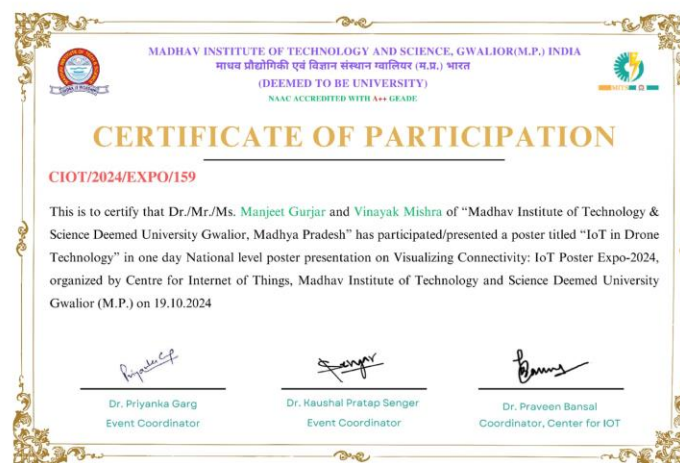 MADHAV INSTITUTE OF TECHNOLOGY AND SCIENCE, GWALIOR(M.P.) INDIA
माधव प्रौद्योगिकी एवं विज्ञान संस्थान ग्वालियर (म.प्र.) भारत
(DEEMED TO BE UNIVERSITY)
NAAC ACCREDITED WITH A++ GEADE
CERTIFICATE OF PARTICIPATION
CIOT/2024/EXPO/159
This is to certify that Dr./Mr./Ms. Manjeet Gurjar and Vinayak Mishra of “Madhav Institute of Technology &
Science Deemed University Gwalior, Madhya Pradesh” has participated/presented a poster titled “IoT in Drone
Technology” in one day National level poster presentation on Visualizing Connectivity: IoT Poster Expo-2024,
organized by Centre for Internet of Things, Madhav Institute of Technology and Science Deemed University
Gwalior (M.P.) on 19.10.2024
Dr. Priyanka Garg
Event Coordinator
Dr. Kaushal Pratap Senger
Event Coordinator
Dr. Praveen Bansal
Coordinator, Center for IOT